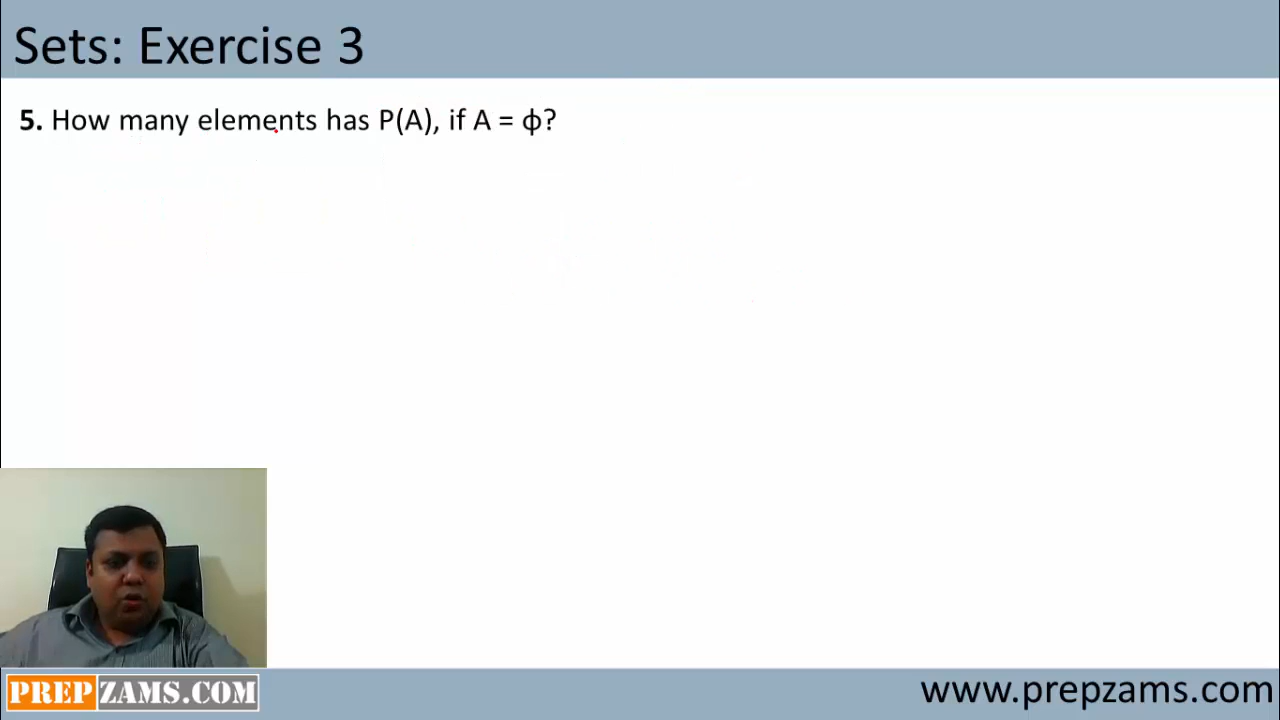 Sets: Exercise 3
5. How many elements has P(A), if A = ф?
PREPZAMS.COM
www.prepzams.com